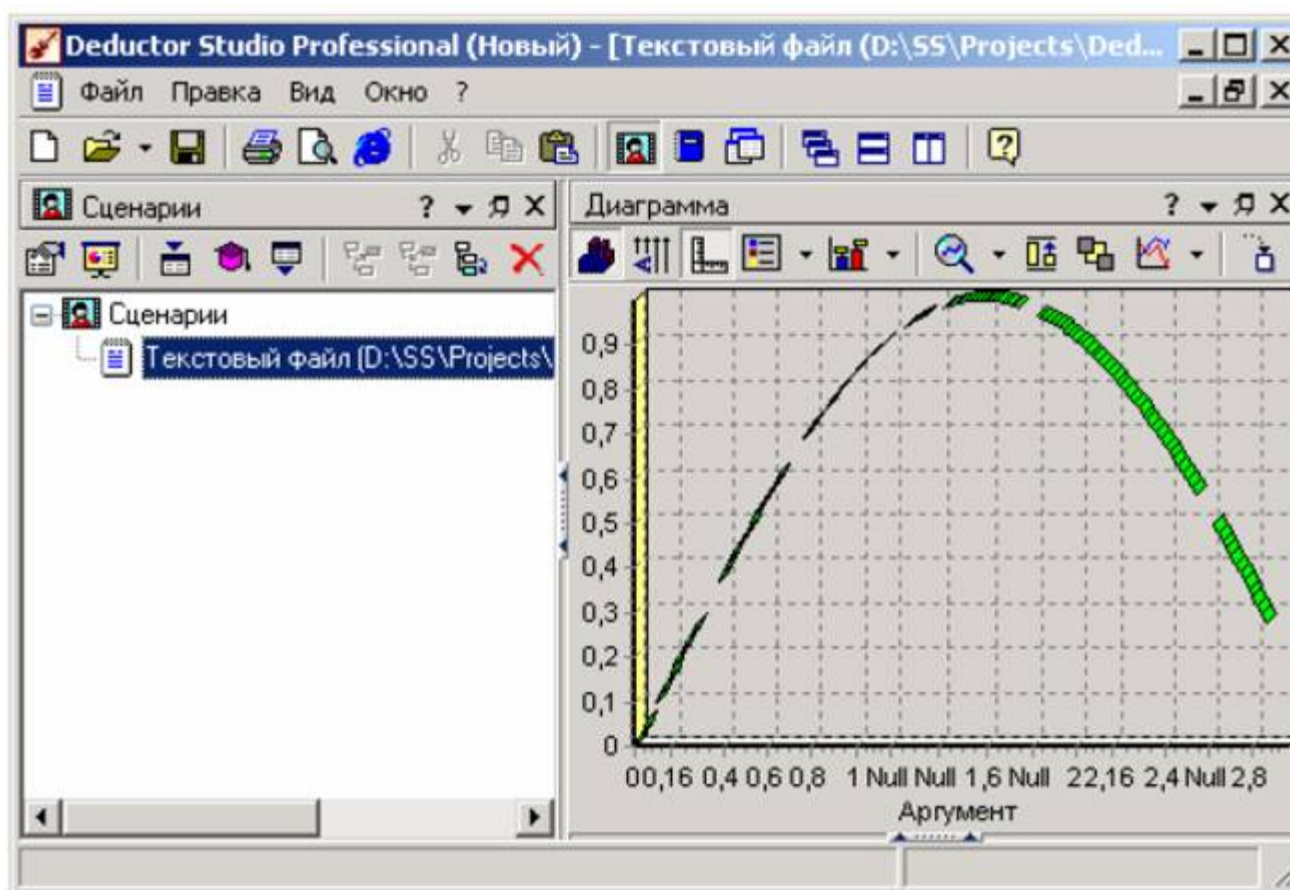 Deductor Studio Professional (Новый) - [Текстовый файл (D:\SS\Projects\Ded...
Файл Правка Вид Окно ?
Сценарии ?
Сценарии
Текстовый файл (D:\SS\Projects\
Диаграмма ?
0,9
0,8
0,7
0,6
0,5
0,4
0,3
0,2
0,1
0
00,16 0,4 0,6 0,8 1 Null Null 1,6 Null 22,16 2,4 Null 2,8
Аргумент